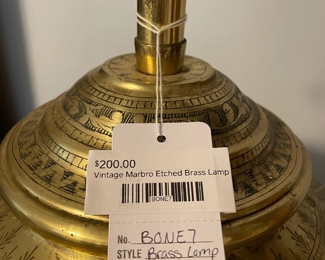 $200.00
Vintage Marbro Etched Brass Lamp
BONE7
No. BONE7
STYLE Brass Lamp